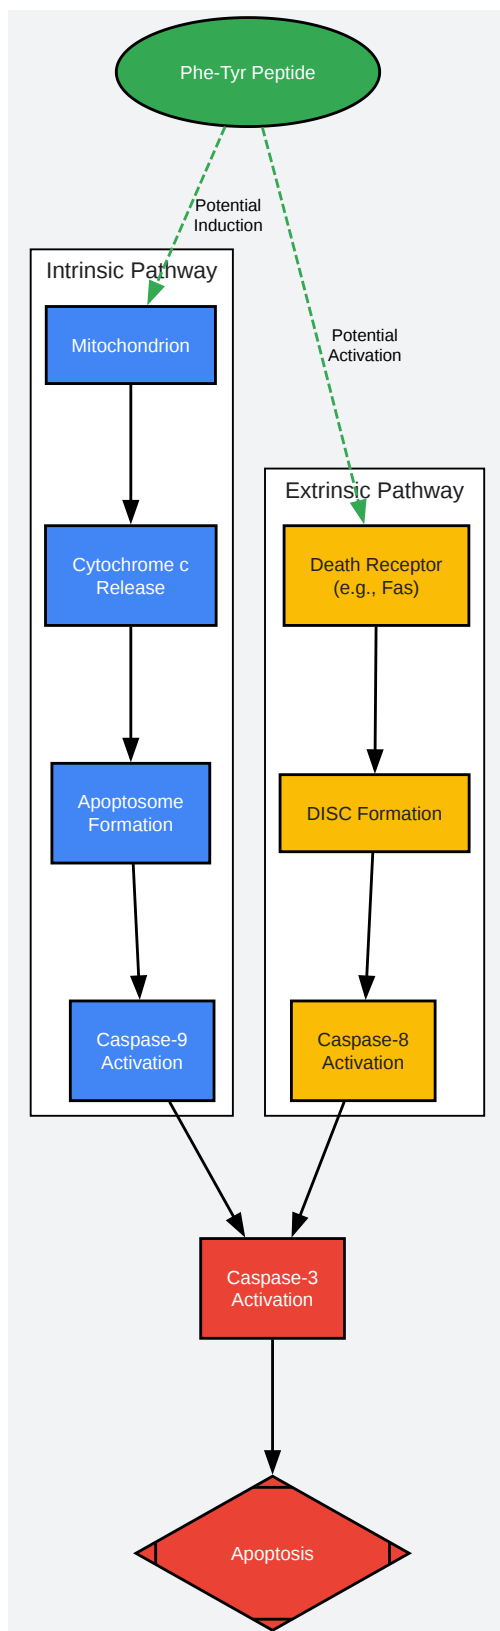 Phe-Tyr Peptide
Potential
Induction
Potential
Activation
Intrinsic Pathway
Mitochondrion
Cytochrome c
Release
Apoptosome
Formation
Caspase-9
Activation
Extrinsic Pathway
Death Receptor
(e.g., Fas)
DISC Formation
Caspase-8
Activation
Caspase-3
Activation
Apoptosis